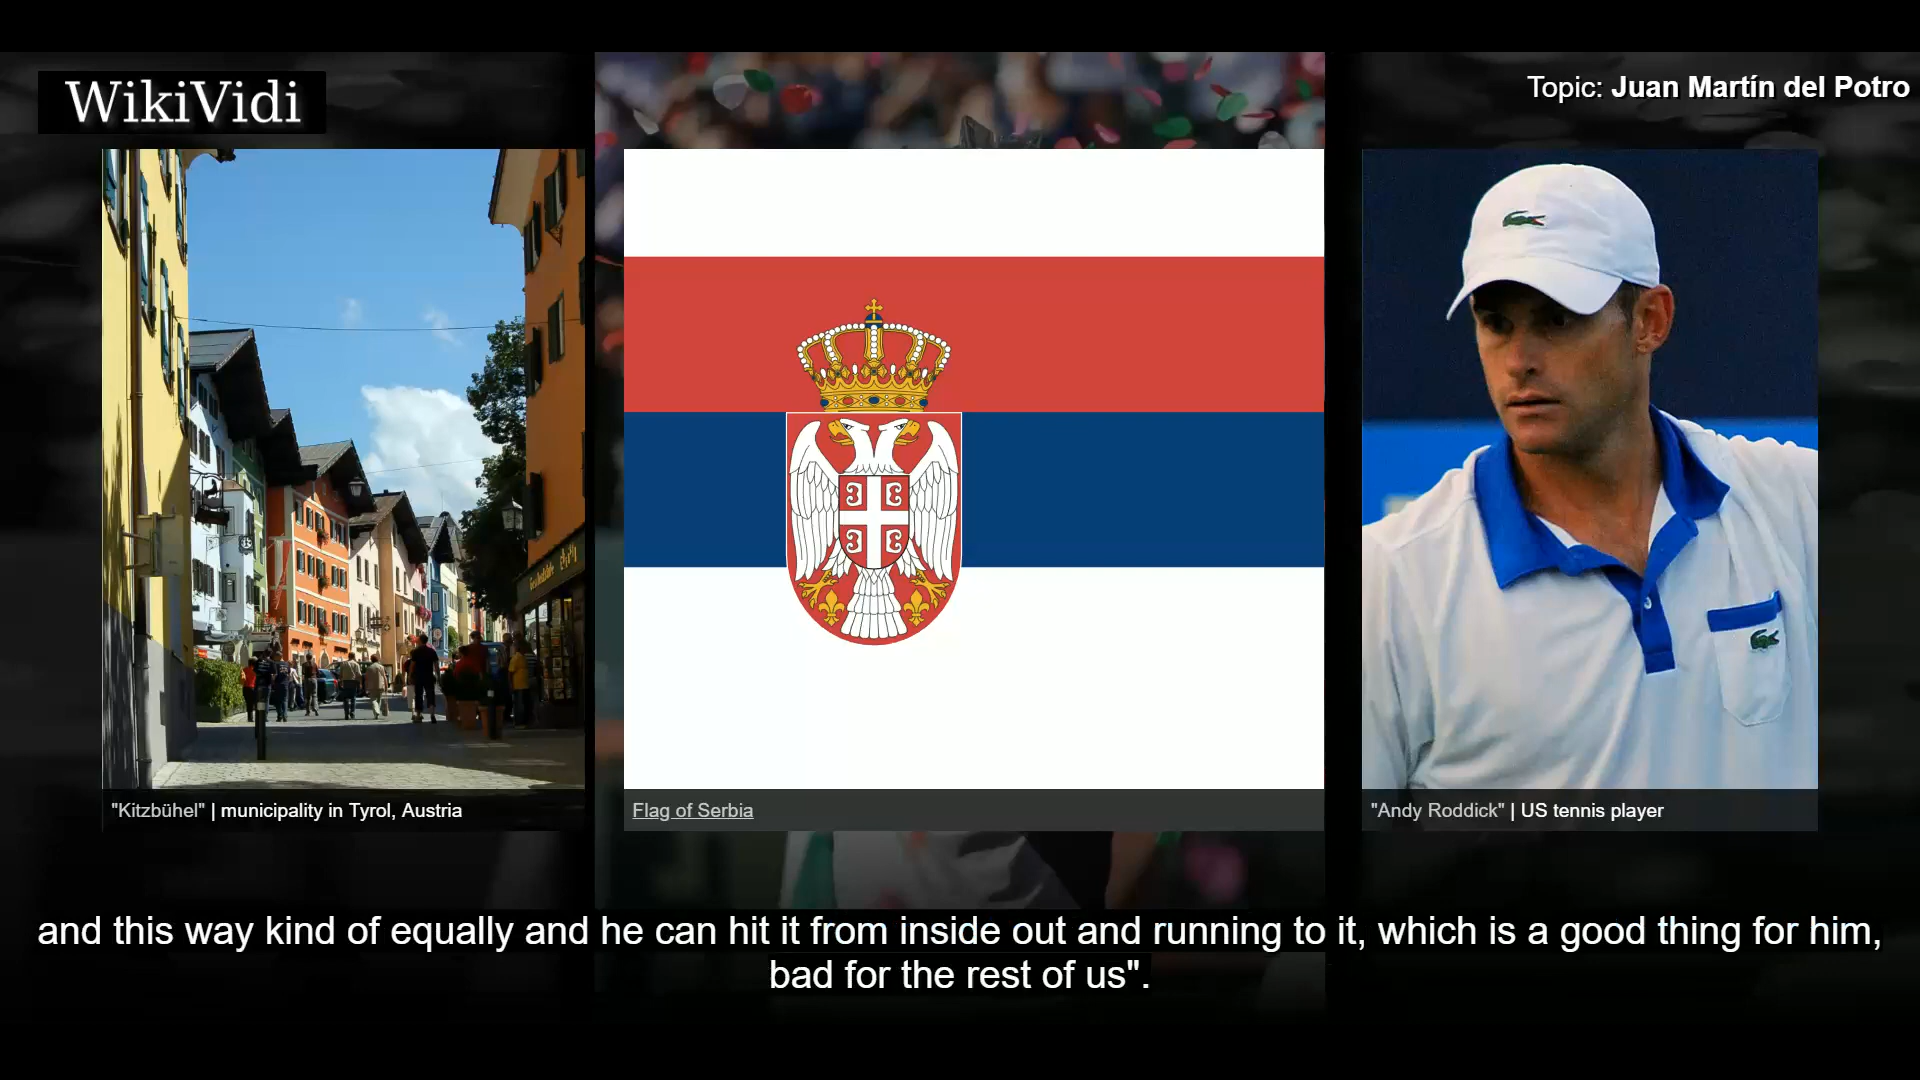 WikiVidi
Topic: Juan Martín del Potro
"Kitzbühel" | municipality in Tyrol, Austria
Flag of Serbia
"Andy Roddick" | US tennis player
and this way kind of equally and he can hit it from inside out and running to it, which is a good thing for him,
bad for the rest of us".